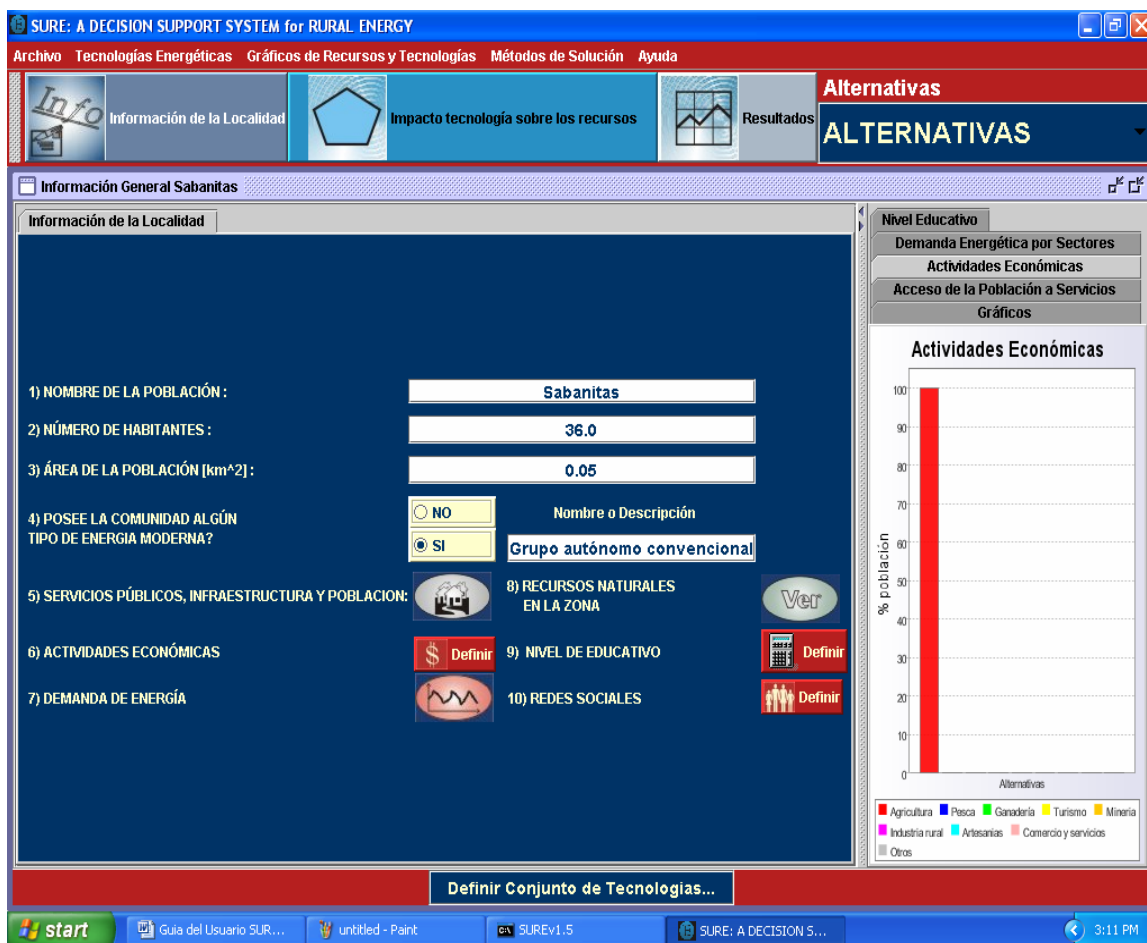 SURE: A DECISION SUPPORT SYSTEM for RURAL ENERGY
Archivo Tecnologías Energéticas Gráficos de Recursos y Tecnologías Métodos de Solución Ayuda
Info
Información de la Localidad
Impacto tecnología sobre los recursos
Resultados
Alternativas
ALTERNATIVAS
Información General Sabanitas
Información de la Localidad
1) NOMBRE DE LA POBLACIÓN :
Sabanitas
2) NÚMERO DE HABITANTES :
36.0
3) ÁREA DE LA POBLACIÓN [km^2] :
0.05
4) POSEE LA COMUNIDAD ALGÚN
TIPO DE ENERGIA MODERNA?
NO
SI
Nombre o Descripción
Grupo autónomo convencional
5) SERVICIOS PÚBLICOS, INFRAESTRUCTURA Y POBLACION:
8) RECURSOS NATURALES
EN LA ZONA
Ver
6) ACTIVIDADES ECONÓMICAS
$ Definir
9) NIVEL DE EDUCATIVO
Definir
7) DEMANDA DE ENERGÍA
10) REDES SOCIALES
Definir
Nivel Educativo
Demanda Energética por Sectores
Actividades Económicas
Acceso de la Población a Servicios
Gráficos
Actividades Económicas
% población
100
90
80
70
60
50
40
30
20
10
0
Alternativas
Agricultura Pesca Ganadería Turismo Mineria
Industria rural Artesanias Comercio y servicios
Otros
Definir Conjunto de Tecnologias...
start
Guia del Usuario SUR...
untitled - Paint
SUREv1.5
SURE: A DECISION S...
3:11 PM